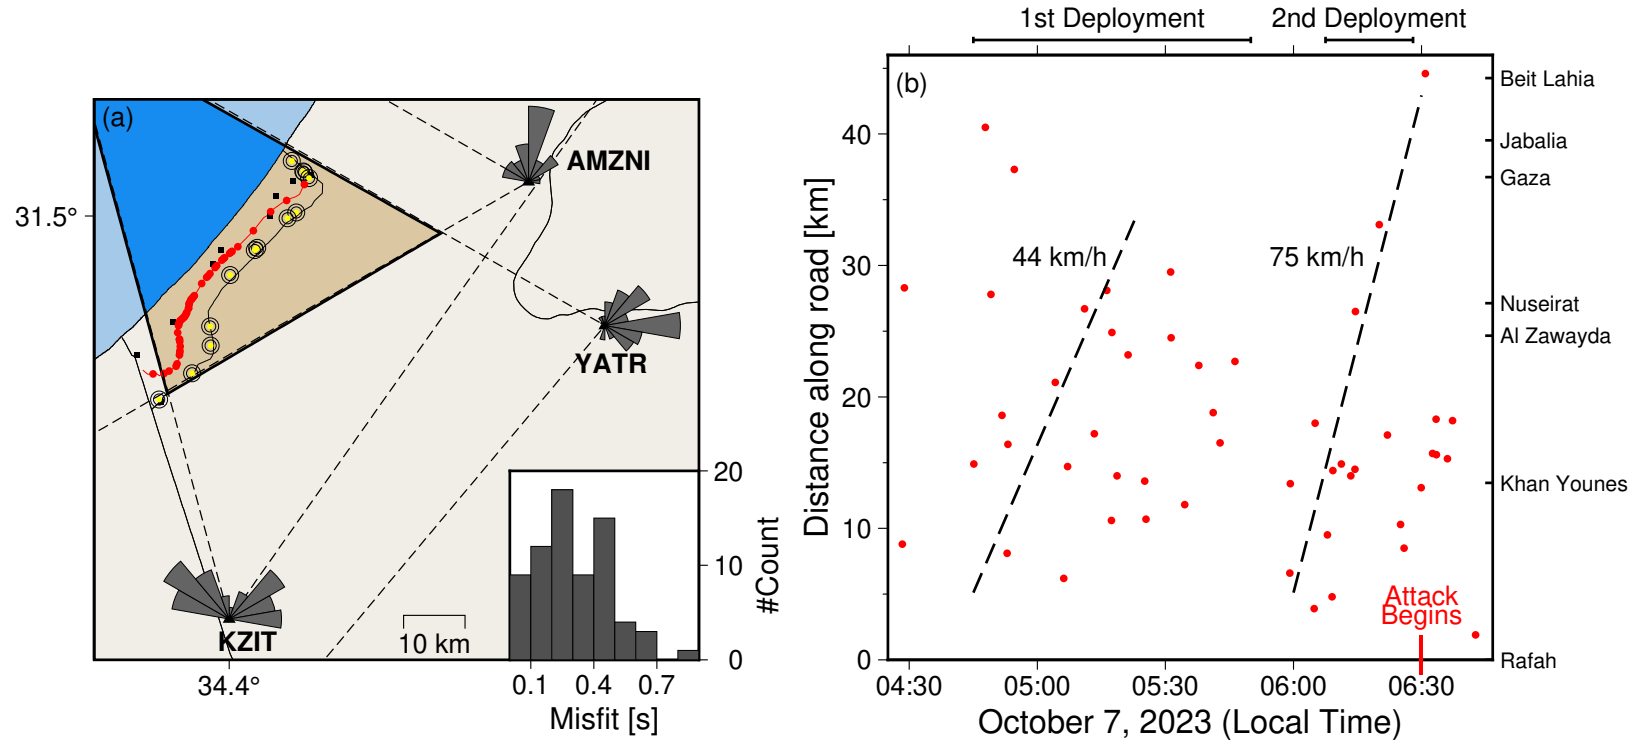 1st Deployment
2nd Deployment
(a)
AMZNI
31.5°
YATR
KZIT
10 km
34.4°
20
10
0
#Count
0.1
0.4
0.7
Misfit [s]
(b)
40
30
20
10
0
Distance along road [km]
44 km/h
75 km/h
Attack
Begins
Beit Lahia
Jabalia
Gaza
Nuseirat
Al Zawayda
Khan Younes
Rafah
04:30
05:00
05:30
06:00
06:30
October 7, 2023 (Local Time)